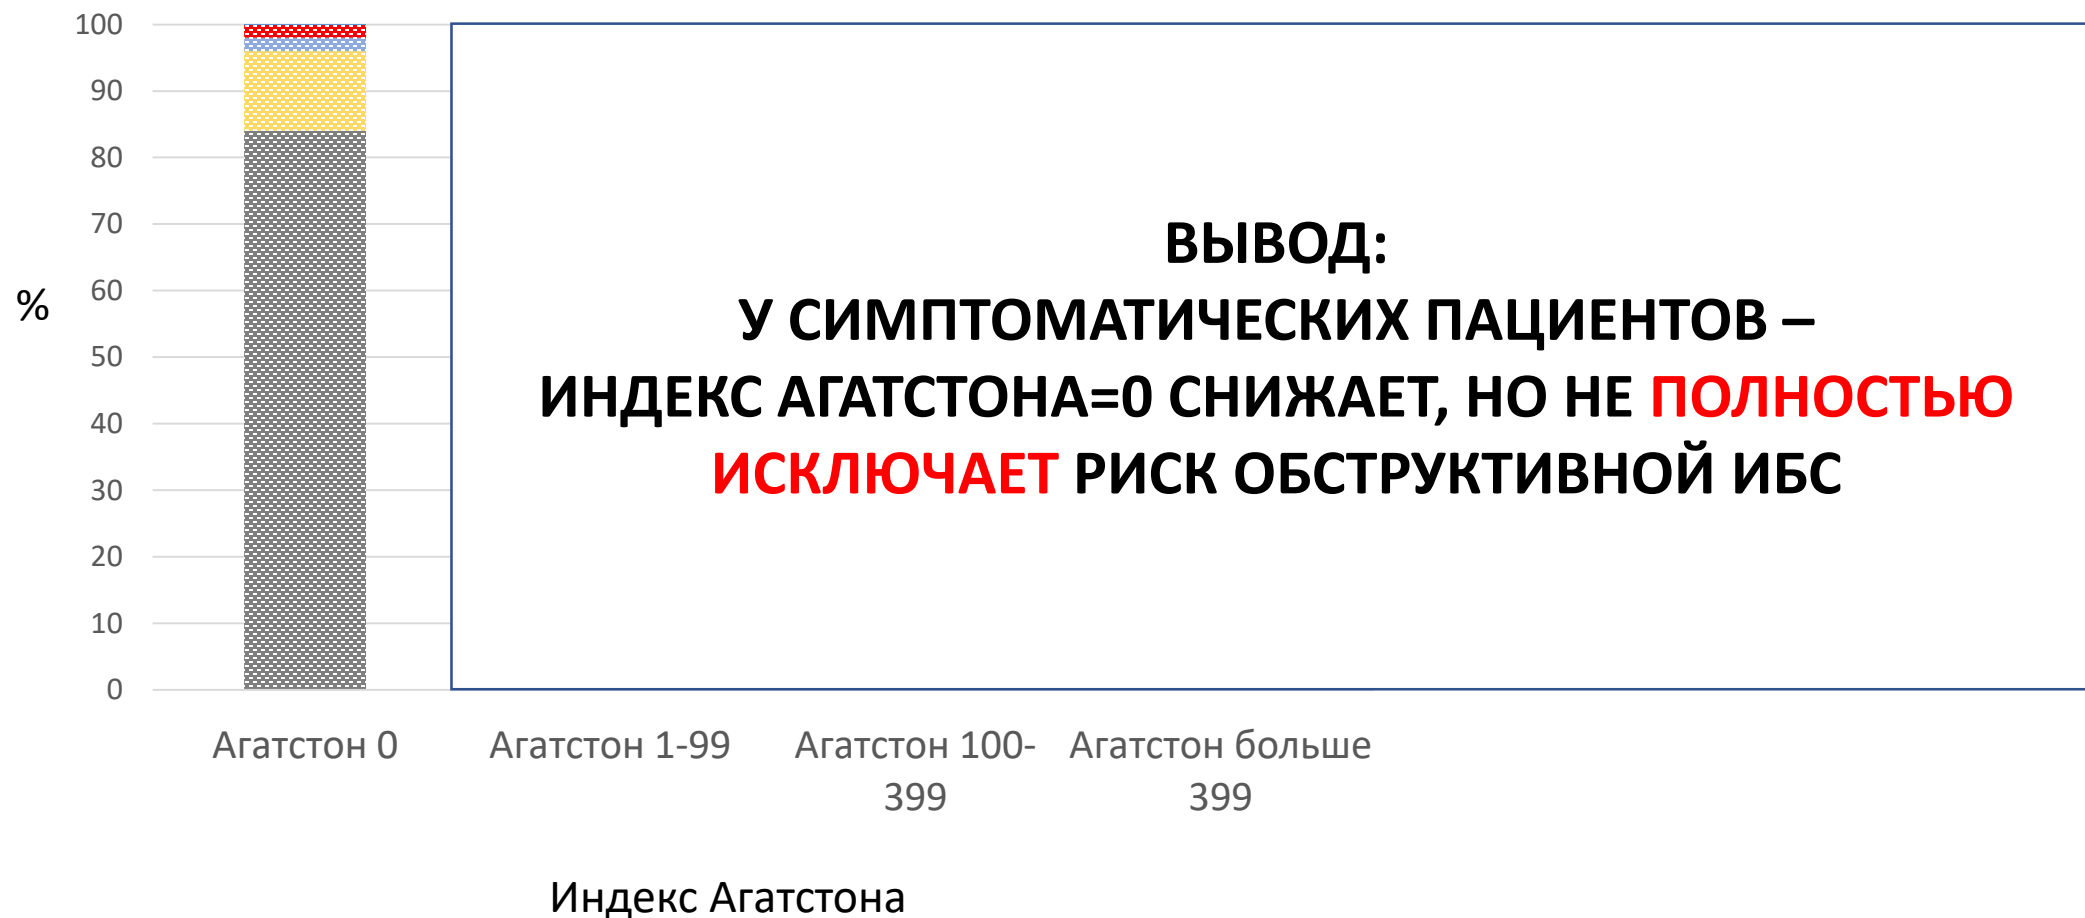 100
90
80
70
60
50
40
30
20
10
0
%
ВЫВОД:
У СИМПТОМАТИЧЕСКИХ ПАЦИЕНТОВ –
ИНДЕКС АГАТСТОНА=0 СНИЖАЕТ, НО НЕ ПОЛНОСТЬЮ
ИСКЛЮЧАЕТ РИСК ОБСТРУКТИВНОЙ ИБС
Агатстон 0
Агатстон 1-99
Агатстон 100-
399
Агатстон больше
399
Индекс Агатстона